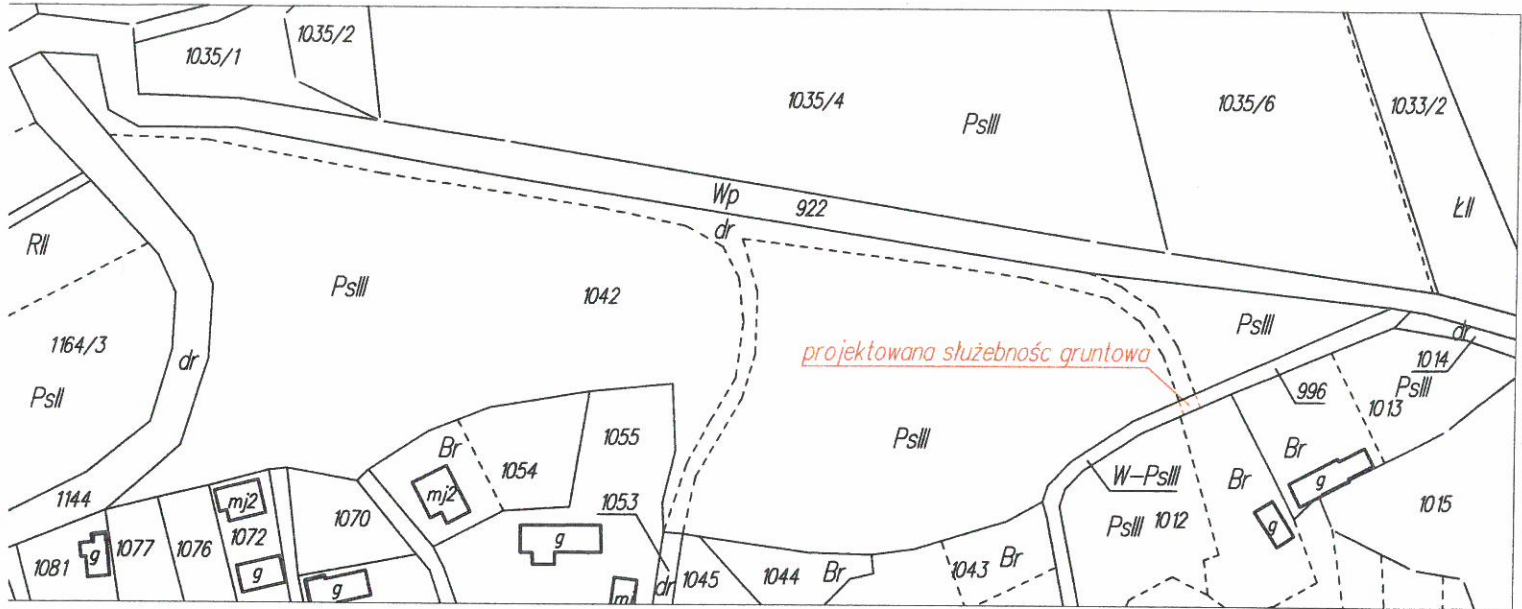 1035/1
1035/2
1035/4
PsIII
1035/6
1033/2
ŁII
Wp
922
dr
RII
PsIII
1042
1164/3
PsII
dr
PsIII
dr
1014
projektowana służebnośc gruntowa
996
PsIII
1013
Br
1054
1055
PsIII
Br
mj2
W-PsIII
Br
1144
mj2
1070
1053
PsIII
1012
g
g
1015
1081
g
1077
1076
1072
g
g
g
dr
1045
1044
Br
1043
Br